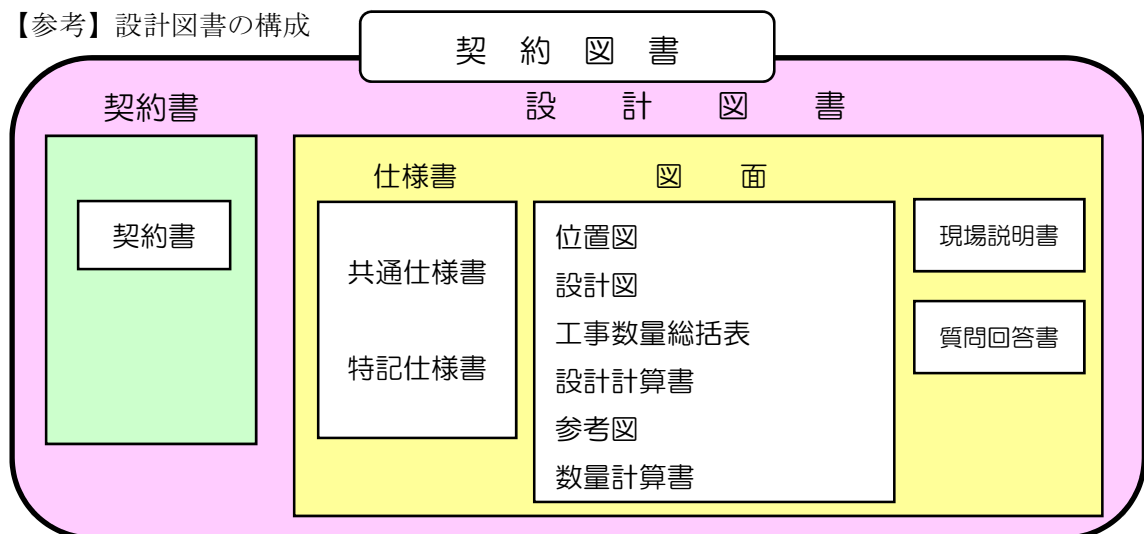 【参考】設計図書の構成
契 約 図 書
契約書
設 計 図 書
契約書
仕様書
共通仕様書
特記仕様書
図 面
位置図
設計図
工事数量総括表
設計計算書
参考図
数量計算書
現場説明書
質問回答書